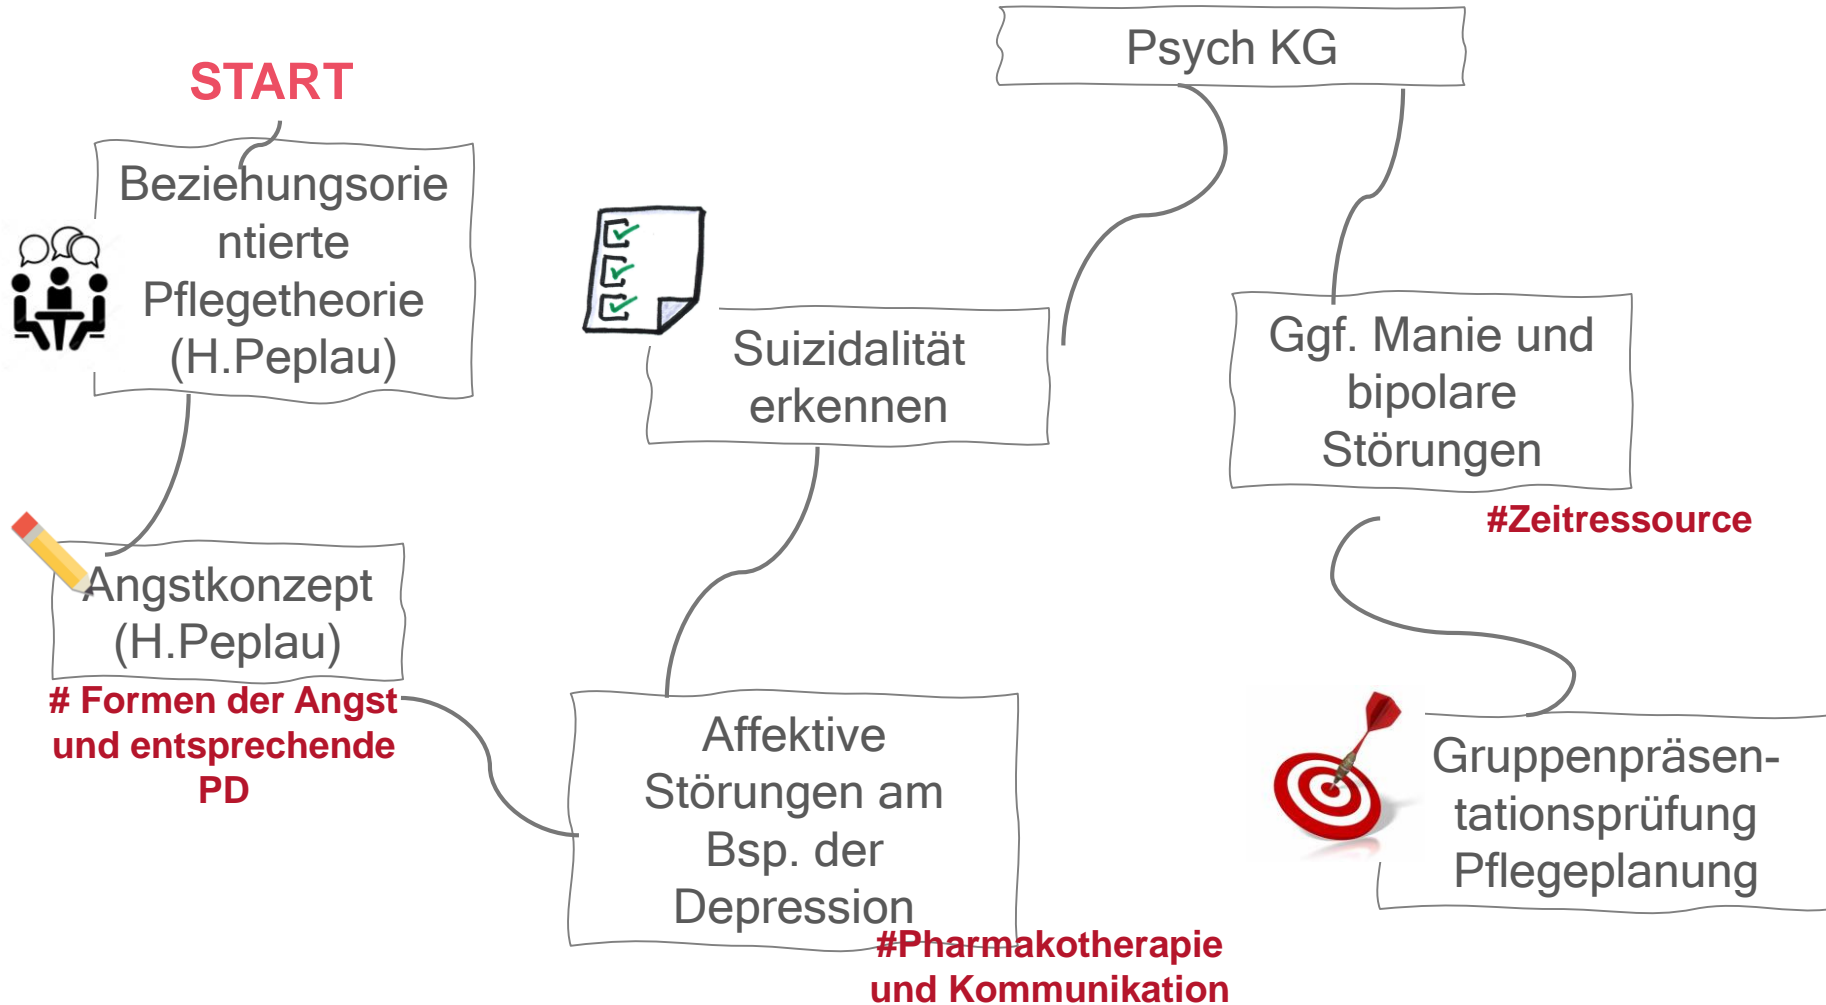 START
Beziehungsorie
ntierte
Pflegetheorie
(H.Peplau)
Angstkonzept
(H.Peplau)
# Formen der Angst
und entsprechende
PD
Affektive
Störungen am
Bsp. der
Depression
#Pharmakotherapie
und Kommunikation
Suizidalität
erkennen
Psych KG
Ggf. Manie und
bipolare
Störungen
#Zeitressource
Gruppenpräsen-
tationsprüfung
Pflegeplanung